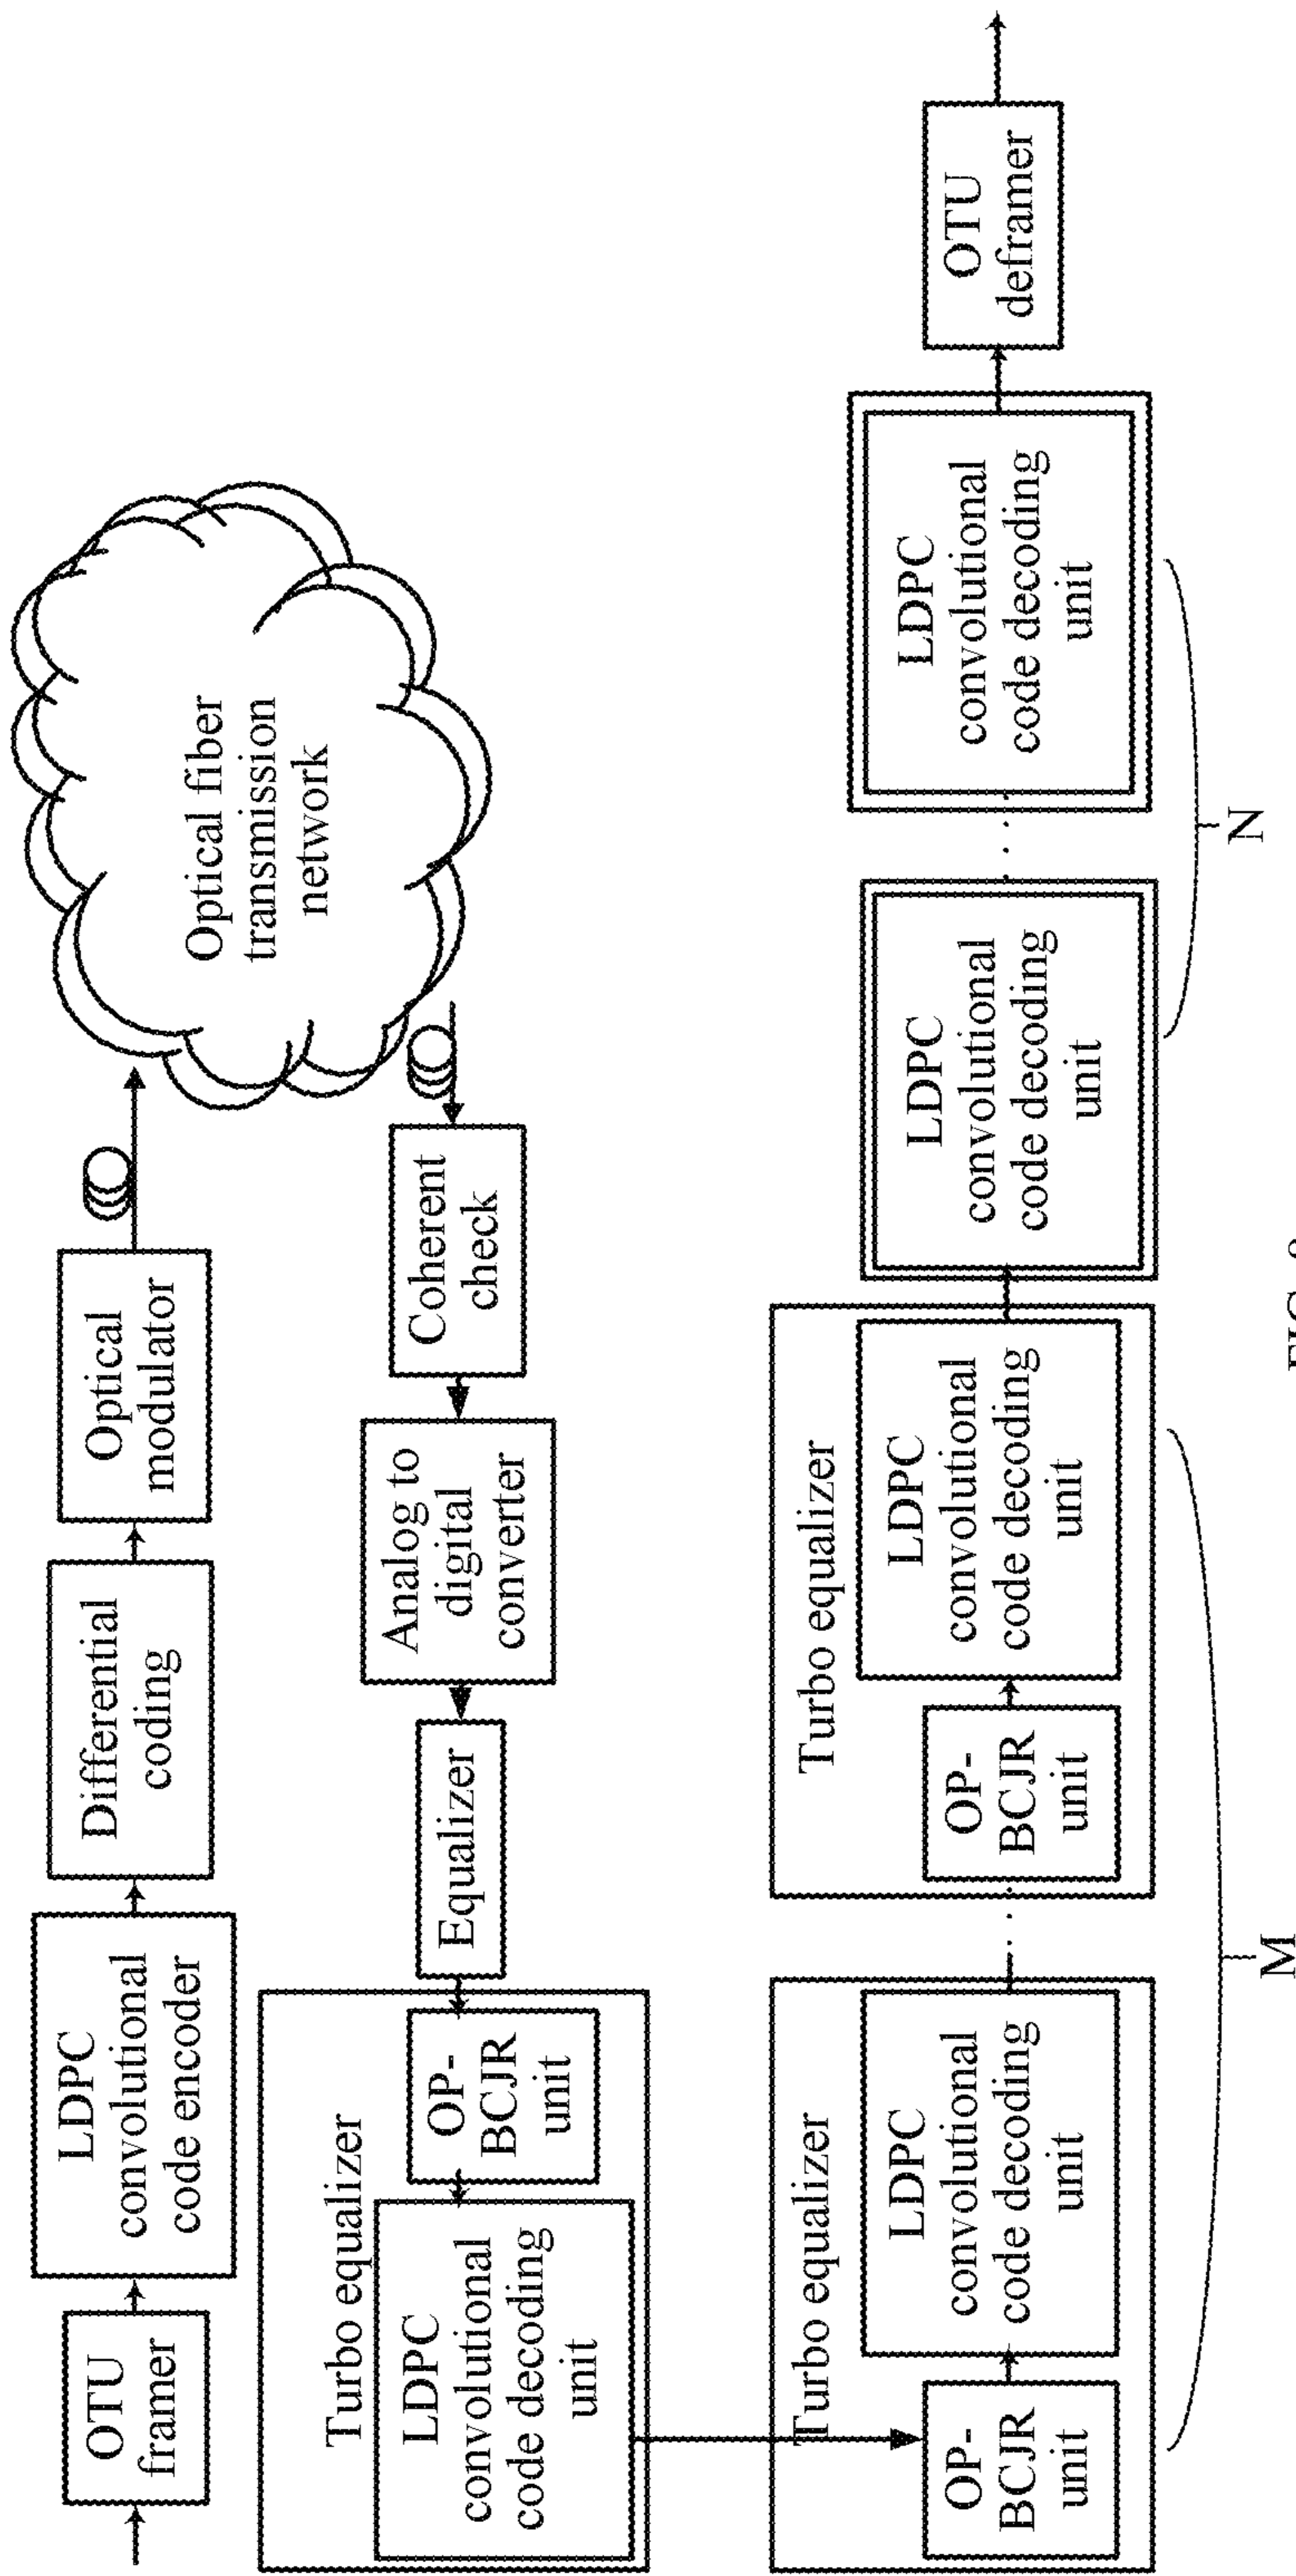 OTU
framer
LDPC
convolutional
code encoder
Differential
coding
Optical
modulator
Optical fiber
transmission
network
Coherent
check
Analog to
digital
converter
Equalizer
Turbo equalizer
OP-
BCJR
unit
LDPC
convolutional
code decoding
unit
Turbo equalizer
OP-
BCJR
unit
LDPC
convolutional
code decoding
unit
Turbo equalizer
OP-
BCJR
unit
LDPC
convolutional
code decoding
unit
LDPC
convolutional
code decoding
unit
LDPC
convolutional
code decoding
unit
OTU
deframer
M
N
FIG.